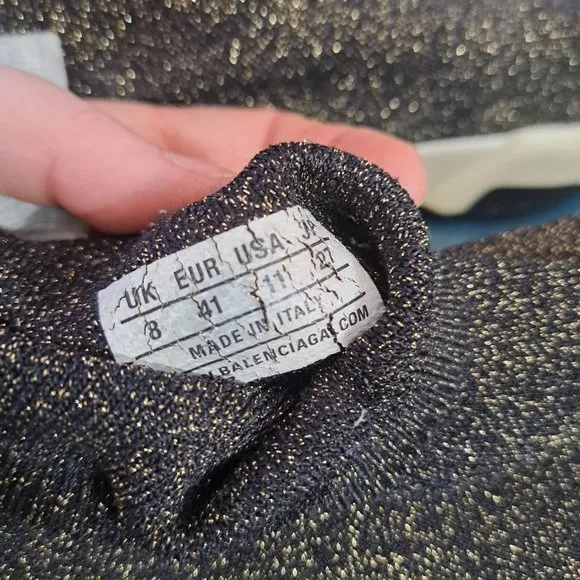 UK EUR USA JP
8 41 11 27
MADE IN ITALY
.BALENCIAGA.COM